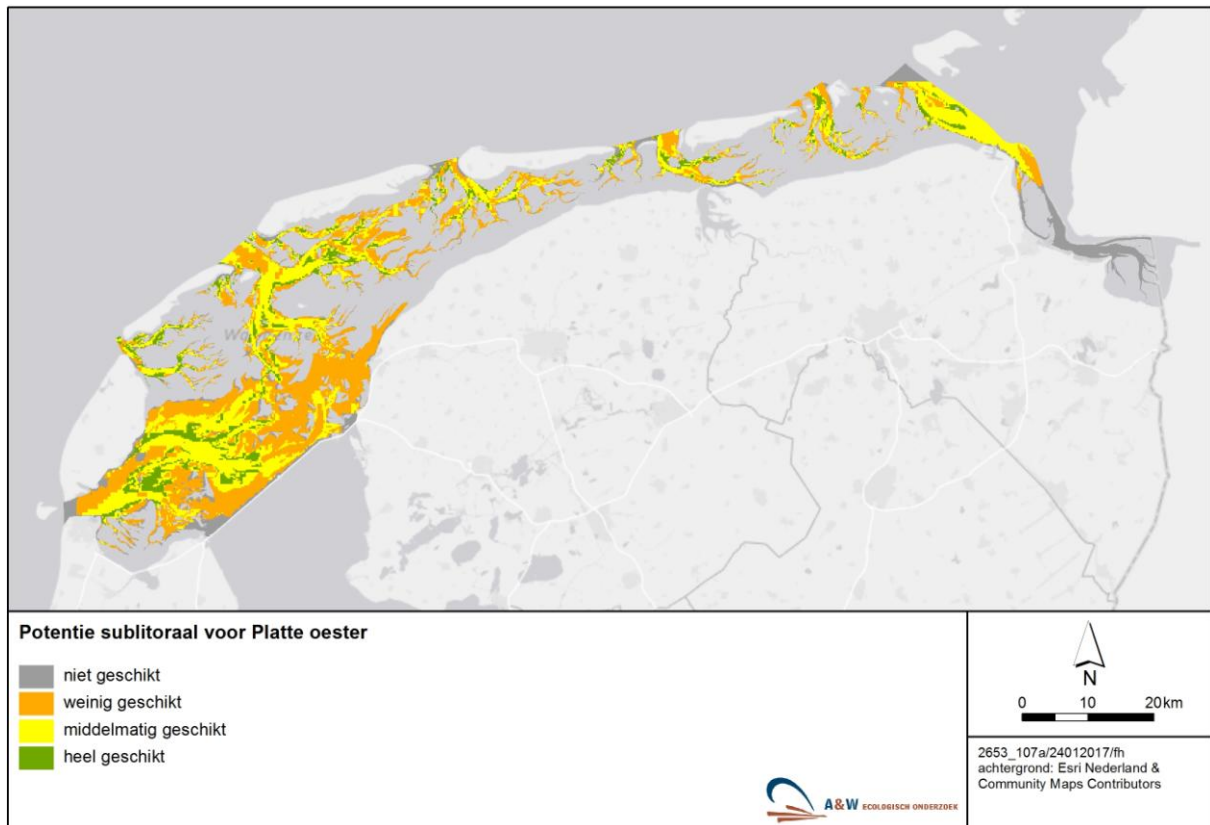 Potentie sublitoraal voor Platte oester
niet geschikt
weinig geschikt
middelmatig geschikt
heel geschikt
A&W ECOLOGISCH ONDERZOEK
N
0 10 20km
2653_107a/24012017/fh
achtergrond: Esri Nederland &
Community Maps Contributors